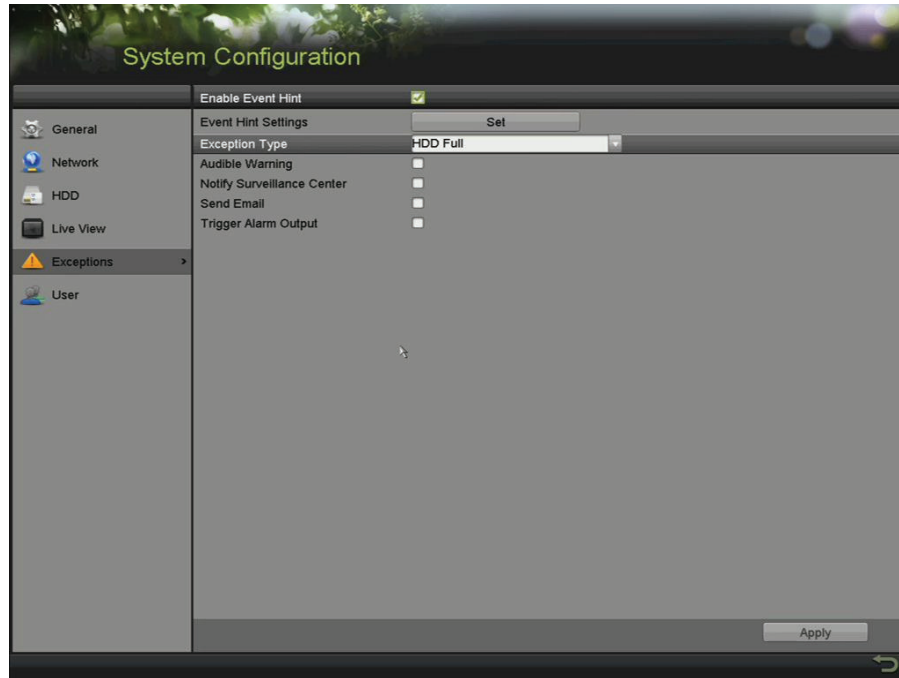 System Configuration
Enable Event Hint
General
Network
HDD
Live View
Exceptions
User
Event Hint Settings Set
Exception Type HDD Full
Audible Warning
Notify Surveillance Center
Send Email
Trigger Alarm Output
Apply